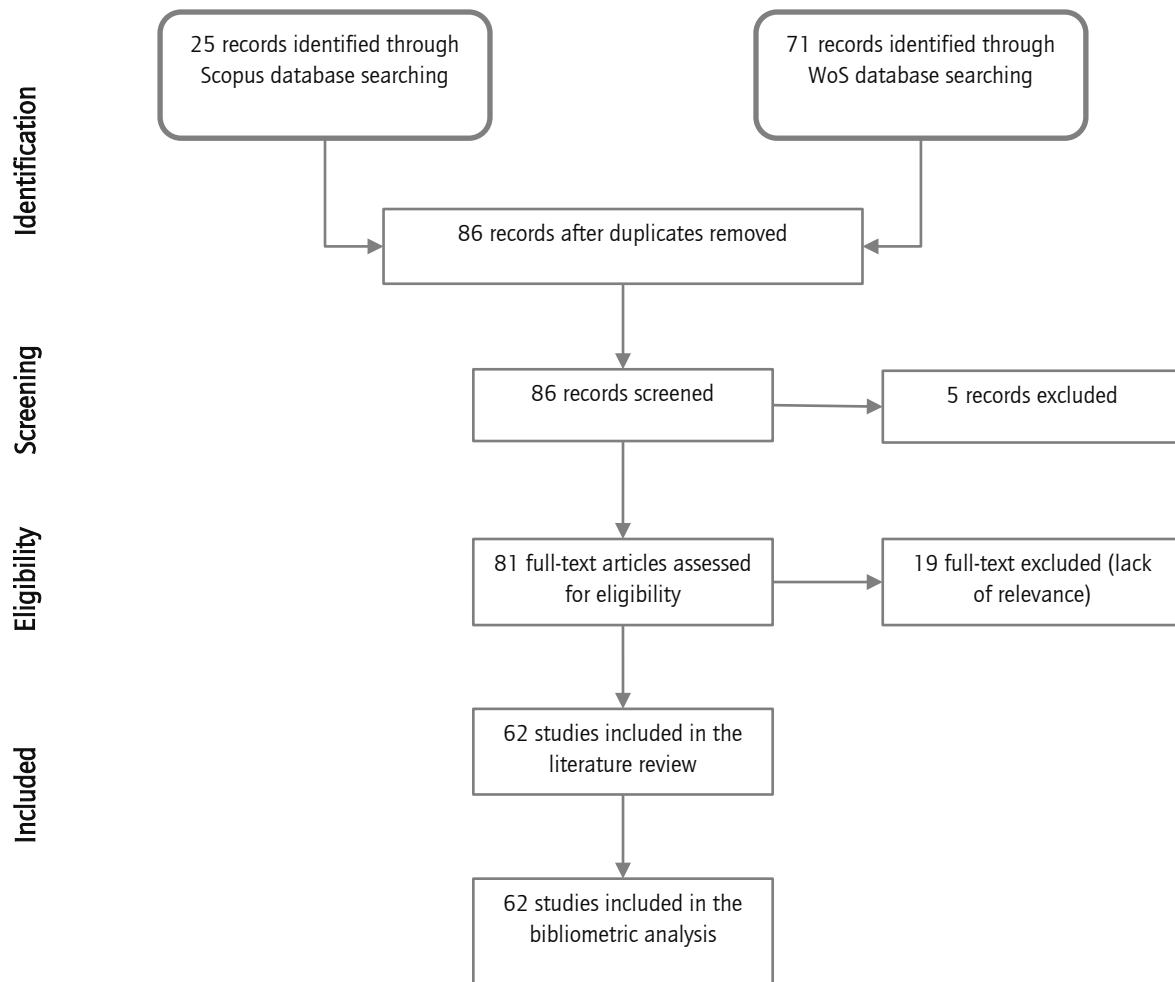 25 records identified through
Scopus database searching
71 records identified through
WoS database searching
Identification
86 records after duplicates removed
Screening
86 records screened
5 records excluded
Eligibility
81 full-text articles assessed
for eligibility
19 full-text excluded (lack
of relevance)
Included
62 studies included in the
literature review
62 studies included in the
bibliometric analysis